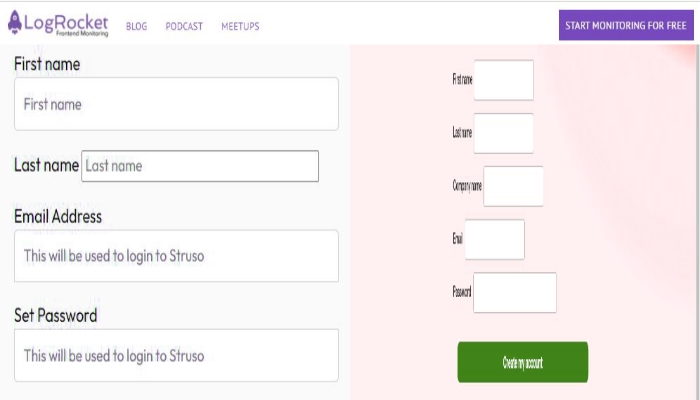 LogRocket
Frontend Monitoring
BLOG
PODCAST
MEETUPS
START MONITORING FOR FREE
First name
First name
Last name
Last name
Email Address
This will be used to login to Struso
Set Password
This will be used to login to Struso
First name
Last name
Company name
Email
Password
Create my account